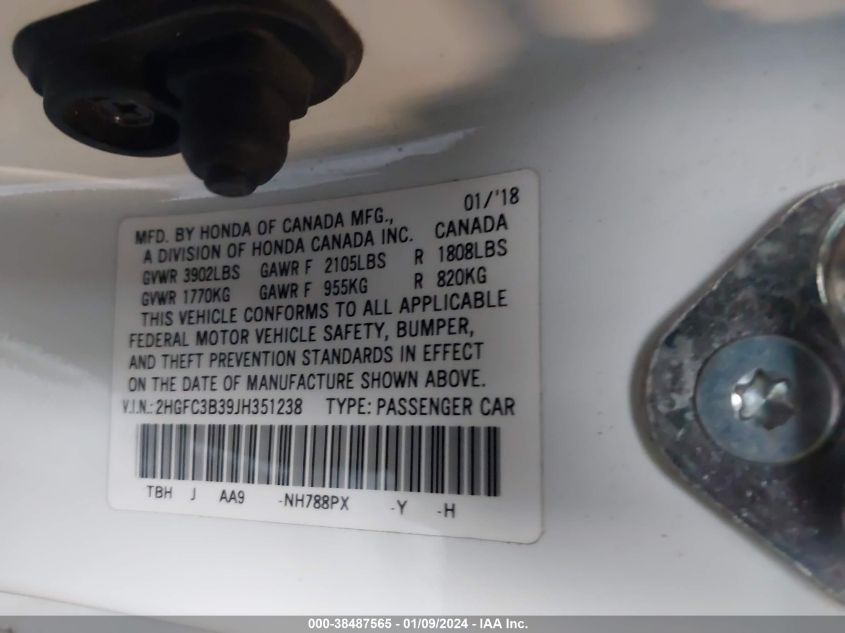 01/'18
MFD. BY HONDA OF CANADA MFG.,
A DIVISION OF HONDA CANADA INC. CANADA
GVWR 3902LBS GAWR F 2105LBS R 1808LBS
GVWR 1770KG GAWR F 955KG R 820KG
THIS VEHICLE CONFORMS TO ALL APPLICABLE
FEDERAL MOTOR VEHICLE SAFETY, BUMPER,
AND THEFT PREVENTION STANDARDS IN EFFECT
ON THE DATE OF MANUFACTURE SHOWN ABOVE.
V.I.N.: 2HGFC3B39JH351238 TYPE: PASSENGER CAR
TBH J AA9 -NH788PX -Y -H
000-38487565 - 01/09/2024 - IAA Inc.